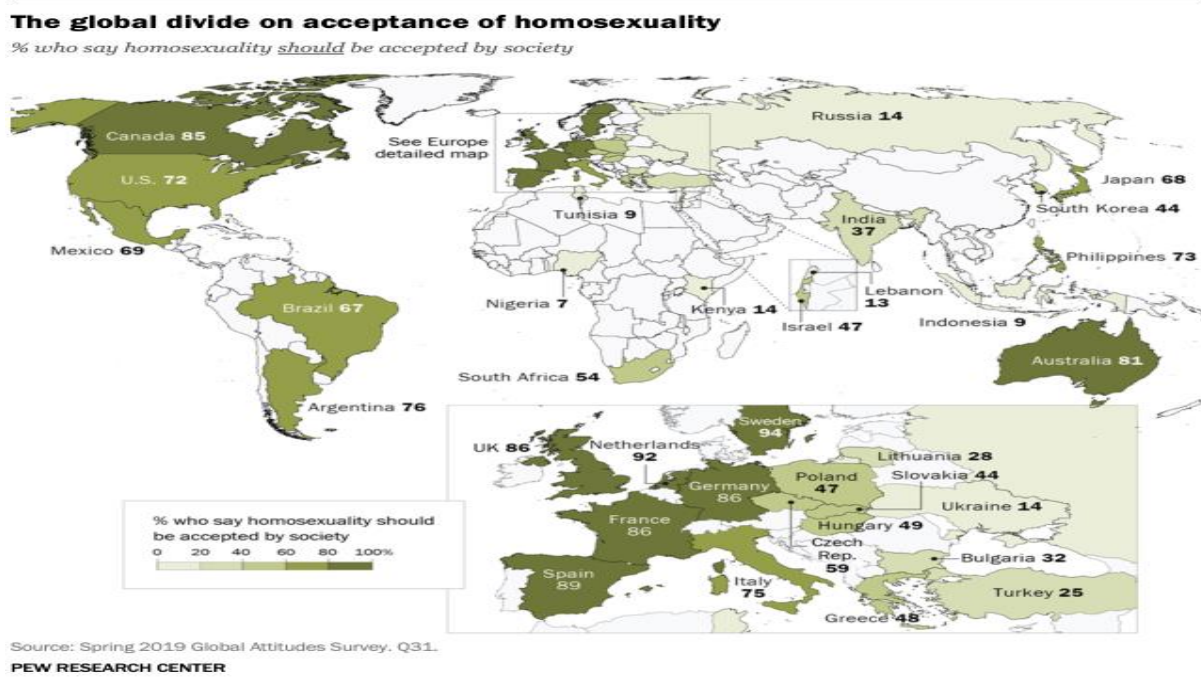 The global divide on acceptance of homosexuality
% who say homosexuality should be accepted by society
Canada 85
U.S. 72
Mexico 69
Brazil 67
Argentina 76
See Europe
detailed map
Russia 14
Japan 68
South Korea 44
Tunisia 9
India
37
Philippines 73
Nigeria 7
Kenya 14
Lebanon
13
Israel 47
Indonesia 9
South Africa 54
Australia 81
UK 86
Netherlands
92
Sweden
94
Lithuania 28
Slovakia 44
Germany
86
Poland
47
Ukraine 14
France
86
Hungary 49
Czech
Rep.
59
Bulgaria 32
Spain
89
Italy
75
Turkey 25
Greece 48
% who say homosexuality should
be accepted by society
0 20 40 60 80 100%
Source: Spring 2019 Global Attitudes Survey. Q31.
PEW RESEARCH CENTER